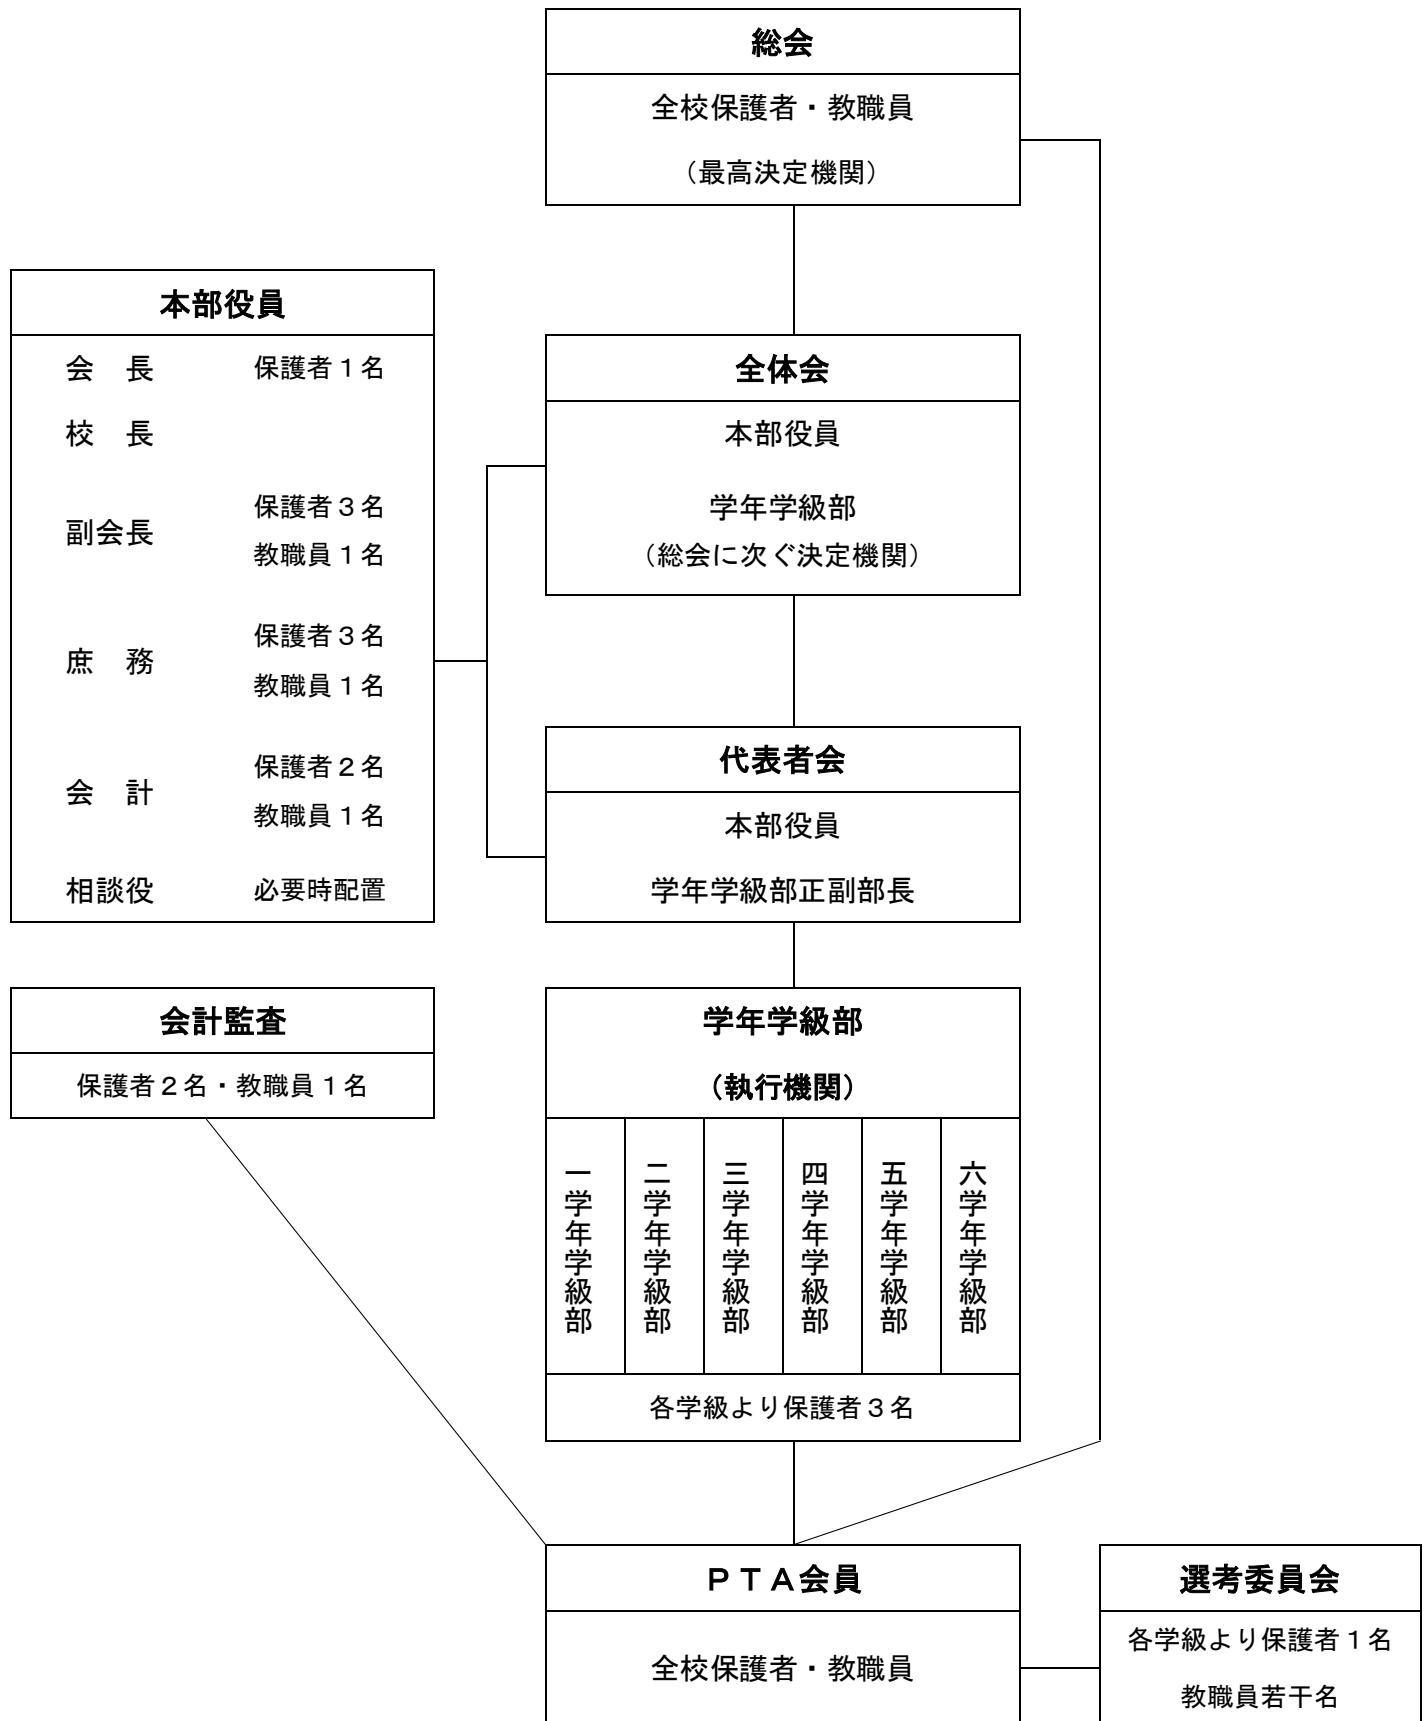 総会
全校保護者・教職員
（最高決定機関）
本部役員
会　長　保護者１名
校　長
副会長　保護者３名
教職員１名
庶　務　保護者３名
教職員１名
会　計　保護者２名
教職員１名
相談役　必要時配置
全体会
本部役員
学年学級部
（総会に次ぐ決定機関）
代表者会
本部役員
学年学級部正副部長
会計監査
保護者２名・教職員１名
学年学級部
（執行機関）
一学年学級部
二学年学級部
三学年学級部
四学年学級部
五学年学級部
六学年学級部
各学級より保護者３名
ＰＴＡ会員
全校保護者・教職員
選考委員会
各学級より保護者１名
教職員若干名